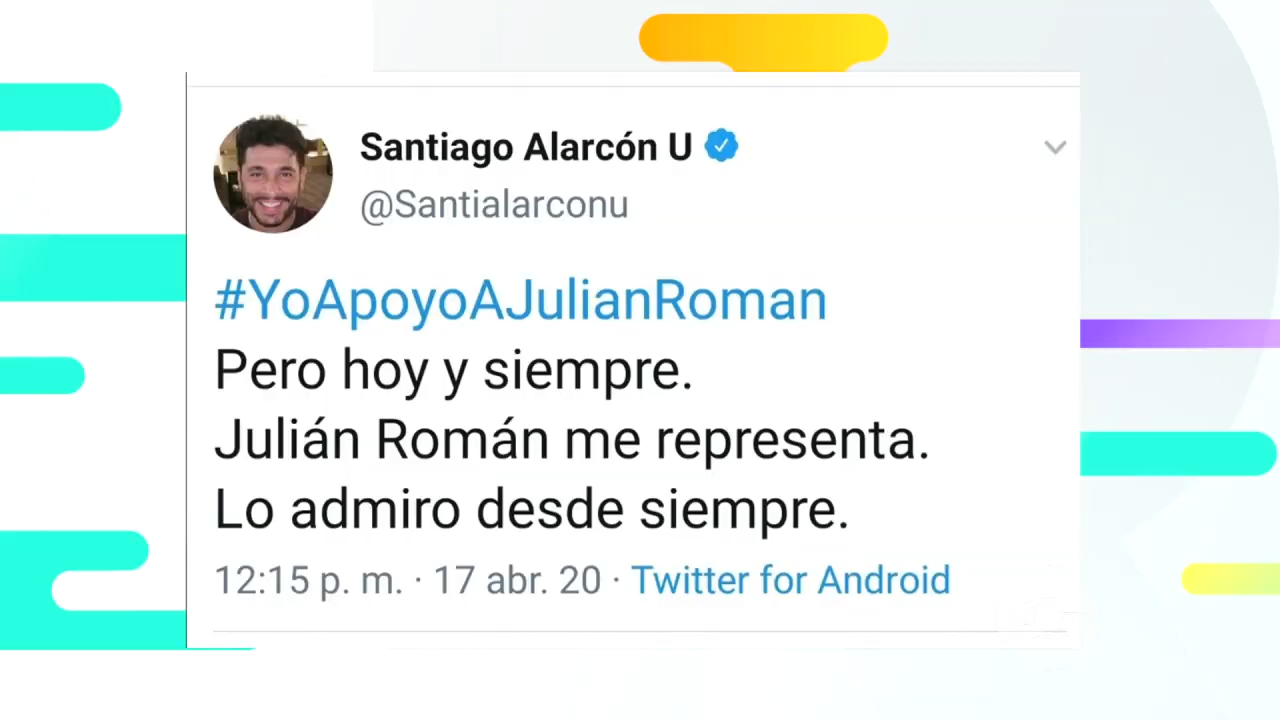 Santiago Alarcón U
@Santialarconu
#YoApoyoAJulianRoman
Pero hoy y siempre.
Julián Román me representa.
Lo admiro desde siempre.
12:15 p. m. · 17 abr. 20 · Twitter for Android